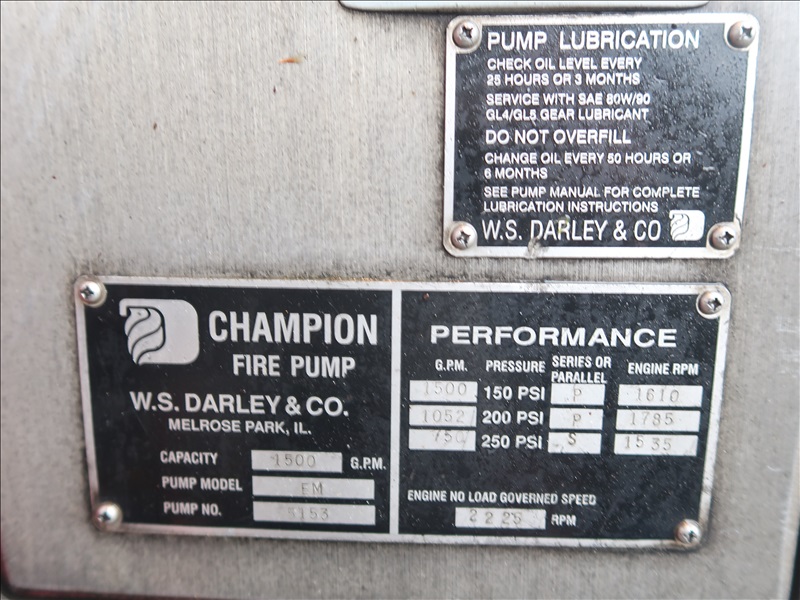 PUMP LUBRICATION
CHECK OIL LEVEL EVERY
25 HOURS OR 3 MONTHS
SERVICE WITH SAE 80W/90
GL4/GL5 GEAR LUBRICANT
DO NOT OVERFILL
CHANGE OIL EVERY 50 HOURS OR
6 MONTHS
SEE PUMP MANUAL FOR COMPLETE
LUBRICATION INSTRUCTIONS
W.S. DARLEY & CO
CHAMPION
FIRE PUMP
W.S. DARLEY & CO.
MELROSE PARK, IL.
CAPACITY 1500 G.P.M.
PUMP MODEL EM
PUMP NO. 5153
PERFORMANCE
G.P.M. PRESSURE SERIES OR PARALLEL ENGINE RPM
1500 150 PSI P 1610
1052 200 PSI P 1785
750 250 PSI S 1535
ENGINE NO LOAD GOVERNED SPEED
2225 RPM